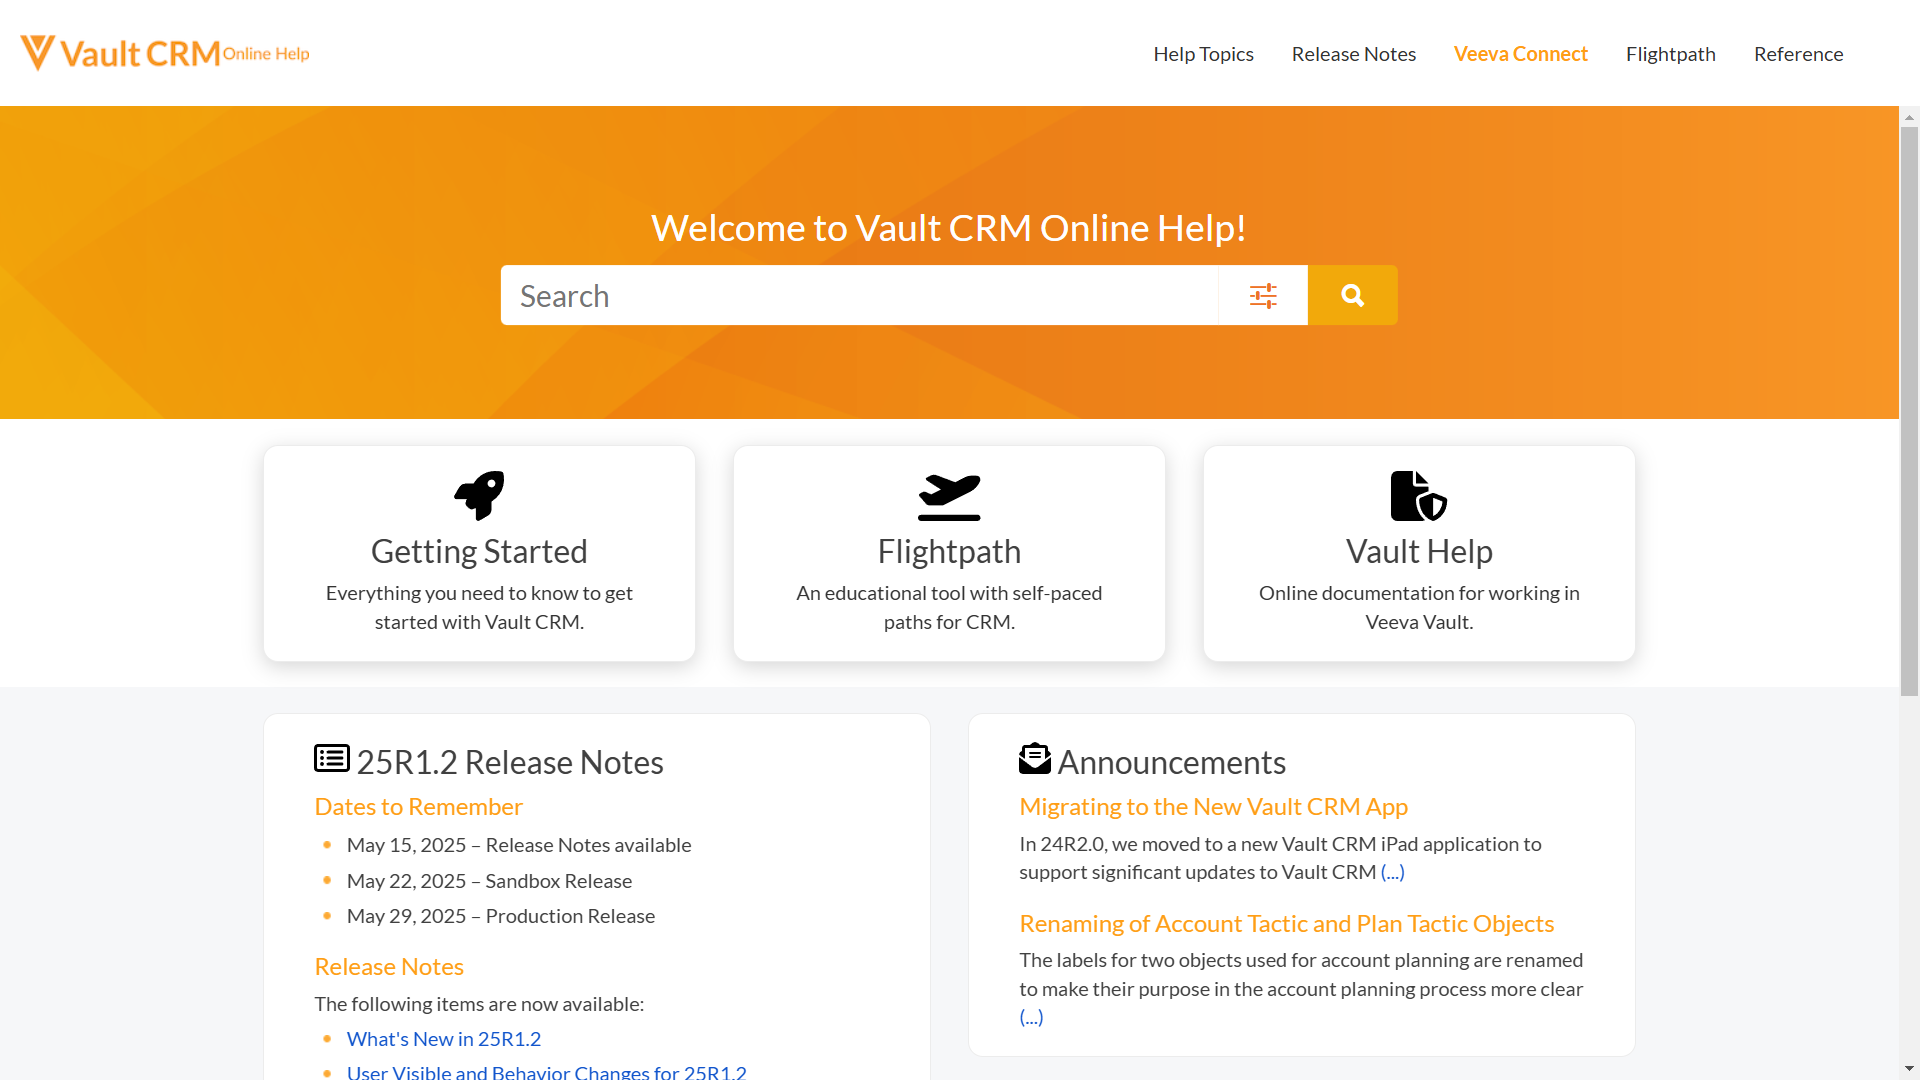 Vault CRM Online Help
Help Topics
Release Notes
Veeva Connect
Flightpath
Reference
Welcome to Vault CRM Online Help!
Search
Getting Started
Everything you need to know to get
started with Vault CRM.
Flightpath
An educational tool with self-paced
paths for CRM.
Vault Help
Online documentation for working in
Veeva Vault.
25R1.2 Release Notes
Dates to Remember
May 15, 2025 – Release Notes available
May 22, 2025 – Sandbox Release
May 29, 2025 – Production Release
Release Notes
The following items are now available:
What's New in 25R1.2
User Visible and Behavior Changes for 25R1.2
Announcements
Migrating to the New Vault CRM App
In 24R2.0, we moved to a new Vault CRM iPad application to
support significant updates to Vault CRM (...)
Renaming of Account Tactic and Plan Tactic Objects
The labels for two objects used for account planning are renamed
to make their purpose in the account planning process more clear
(...)